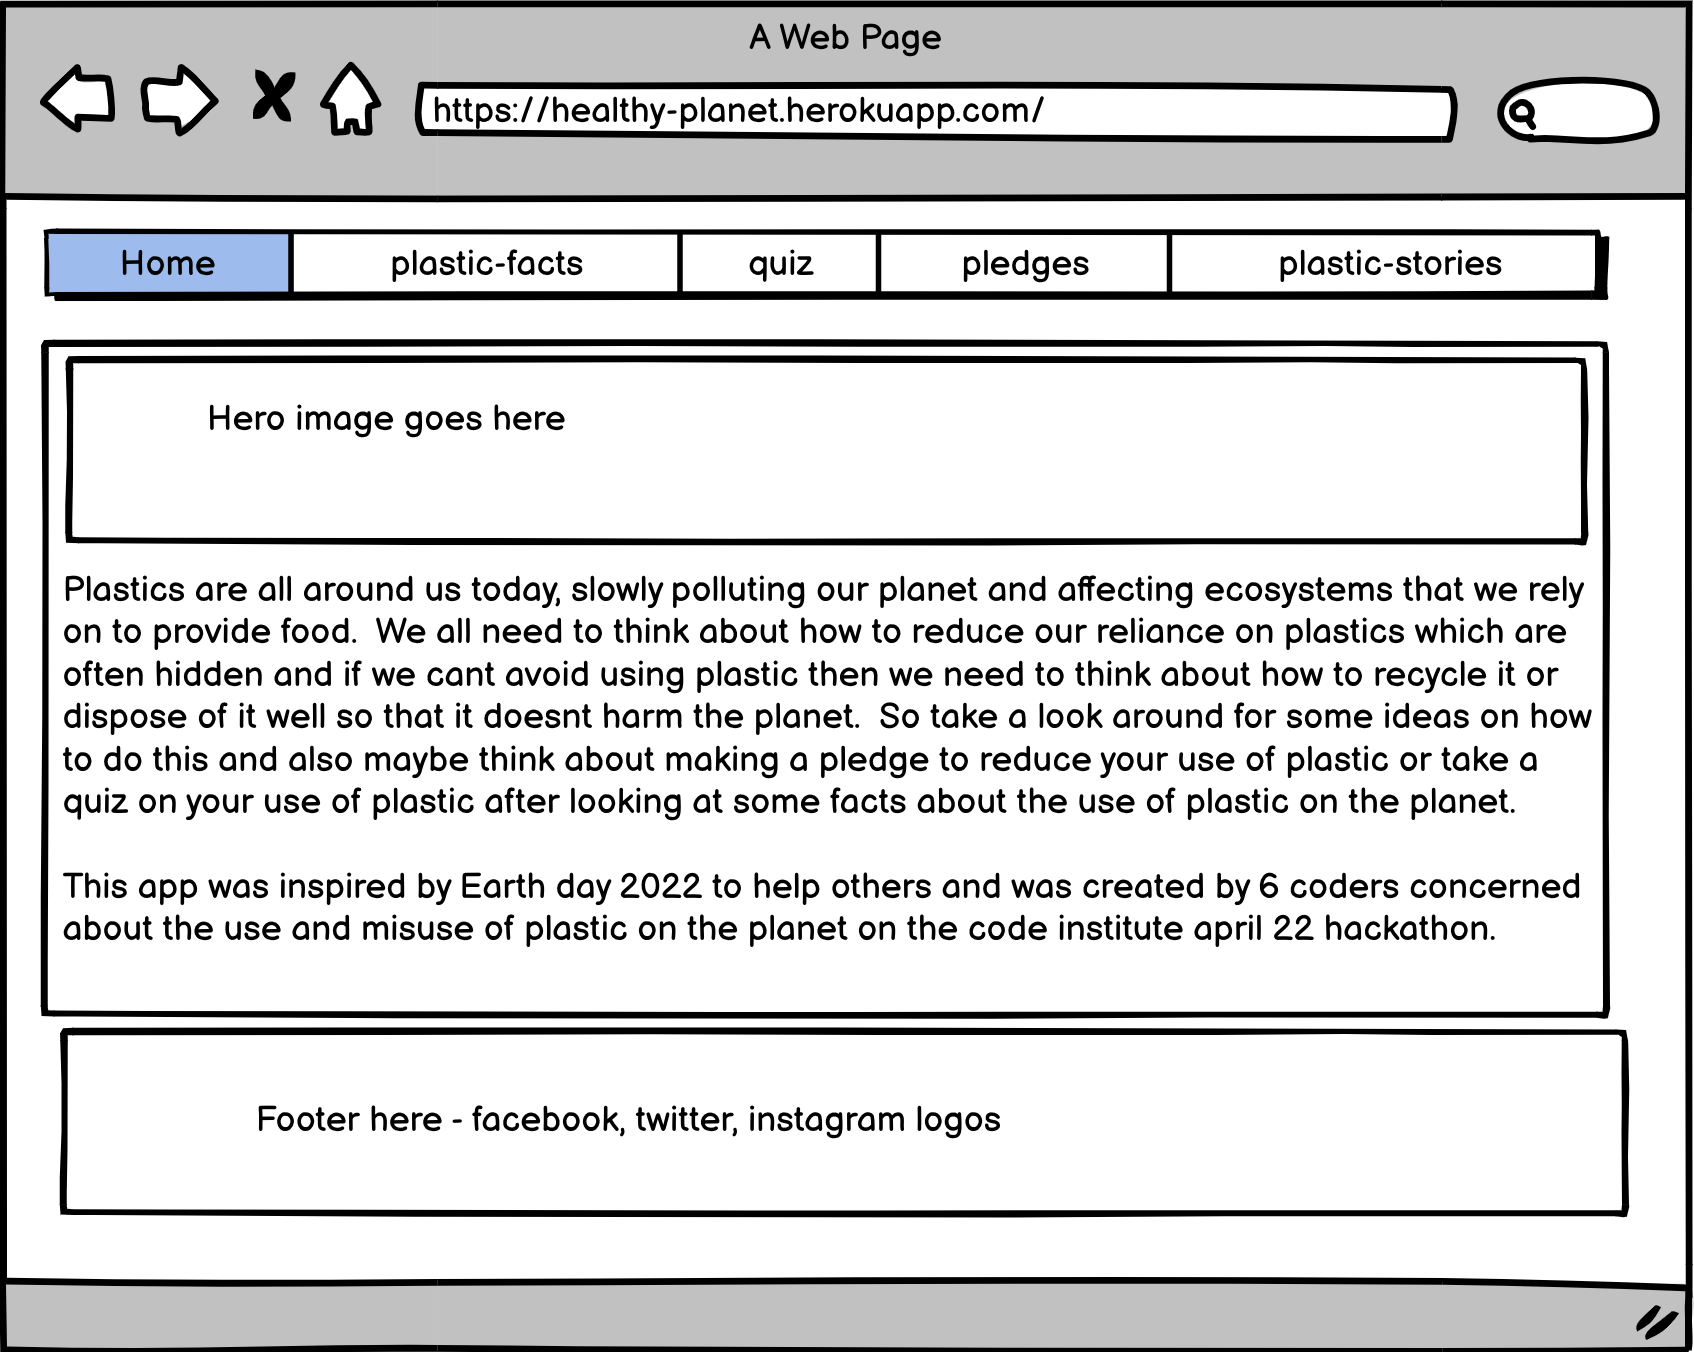 A Web Page
https://healthy-planet.herokuapp.com/
Home plastic-facts quiz pledges plastic-stories
Hero image goes here
Plastics are all around us today, slowly polluting our planet and affecting ecosystems that we rely
on to provide food.  We all need to think about how to reduce our reliance on plastics which are
often hidden and if we cant avoid using plastic then we need to think about how to recycle it or
dispose of it well so that it doesnt harm the planet.  So take a look around for some ideas on how
to do this and also maybe think about making a pledge to reduce your use of plastic or take a
quiz on your use of plastic after looking at some facts about the use of plastic on the planet.
This app was inspired by Earth day 2022 to help others and was created by 6 coders concerned
about the use and misuse of plastic on the planet on the code institute april 22 hackathon.
Footer here - facebook, twitter, instagram logos